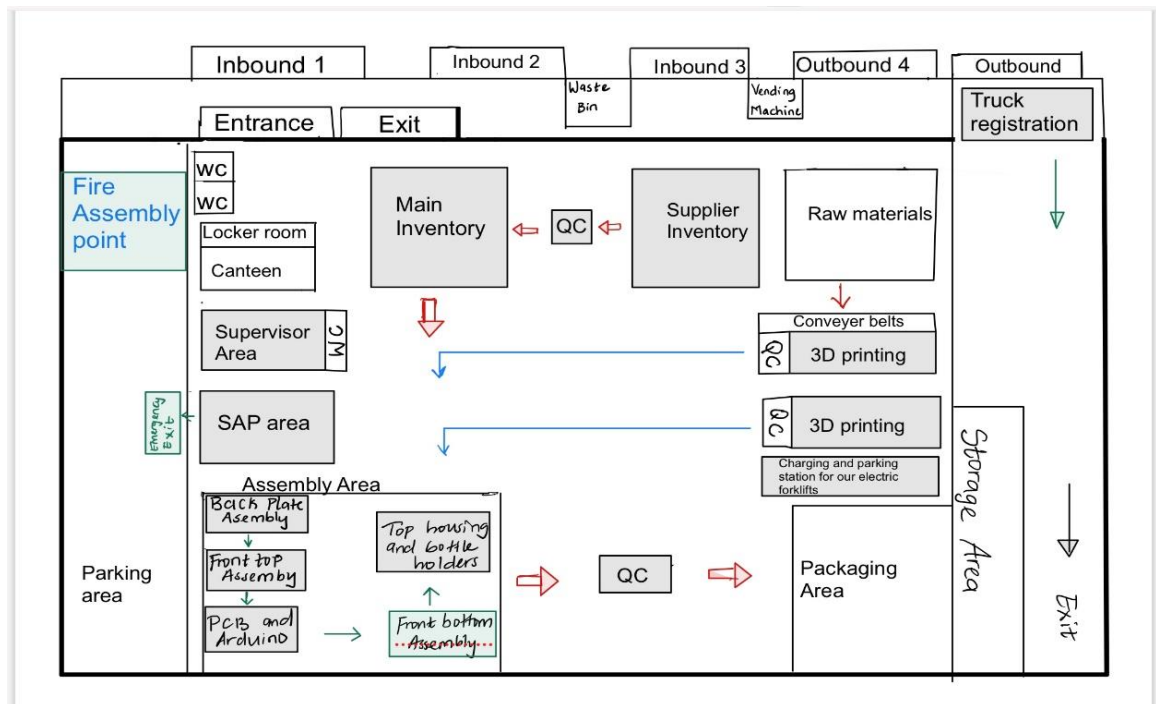 Inbound 1
Inbound 2
Inbound 3
Outbound 4
Outbound
Waste
Bin
Vending
Machine
Truck
registration
Entrance
Exit
WC
WC
Fire
Assembly
point
Locker room
Canteen
Main
Inventory
QC
Supplier
Inventory
Raw materials
Supervisor
Area
CM
Conveyer belts
QC
3D printing
Emergency
Exit
SAP area
QC
3D printing
Charging and parking
station for our electric
forklifts
Storage Area
Assembly Area
Back Plate
Asembly
Front top
Assemby
PCB and
Arduino
Top housing
and bottle
holders
Front bottom
Assembly
QC
Packaging
Area
Parking
area
Exit